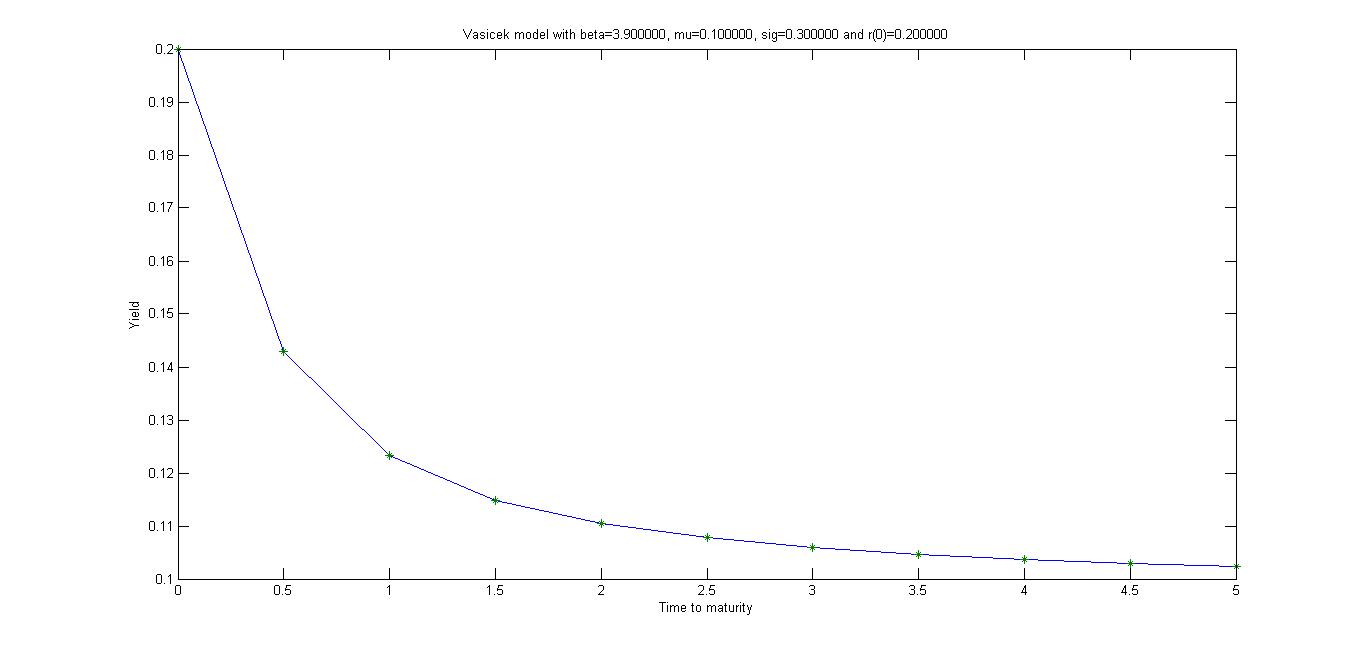 Vasicek model with beta=3.900000, mu=0.100000, sig=0.300000 and r(0)=0.200000
0.2
0.19
0.18
0.17
0.16
0.15
0.14
0.13
0.12
0.11
0.1
Yield
0 0.5 1 1.5 2 2.5 3 3.5 4 4.5 5
Time to maturity